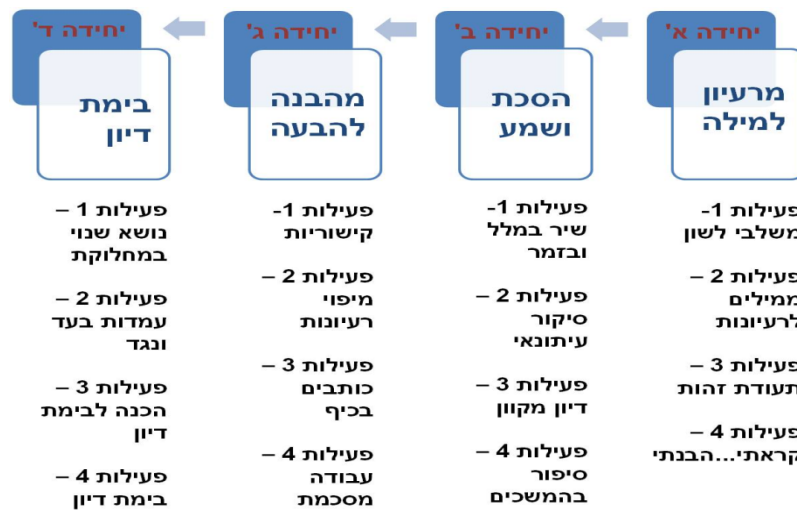 יחידה א'
מרעיון
למילה
פעילות 1-
משלבי לשון
פעילות 2 –
ממילים
לרעיונות
פעילות 3 –
תעודת זהות
פעילות 4 –
קראתי...הבנתי
יחידה ב'
הסכת
ושמע
פעילות 1-
שיר במלל
ובזמר
פעילות 2 –
סיקור
עיתונאי
פעילות 3 –
דיון מקוון
פעילות 4 –
סיפור
בהמשכים
יחידה ג'
מהבנה
להבעה
פעילות 1-
קישוריות
פעילות 2 –
מיפוי
רעיונות
פעילות 3 –
כותבים
בכיף
פעילות 4 –
עבודה
מסכמת
יחידה ד'
בימת
דיון
פעילות 1 –
נושא שנוי
במחלוקת
פעילות 2 –
עמדות בעד
ונגד
פעילות 3 –
הכנה לבימת
דיון
פעילות 4 –
בימת דיון